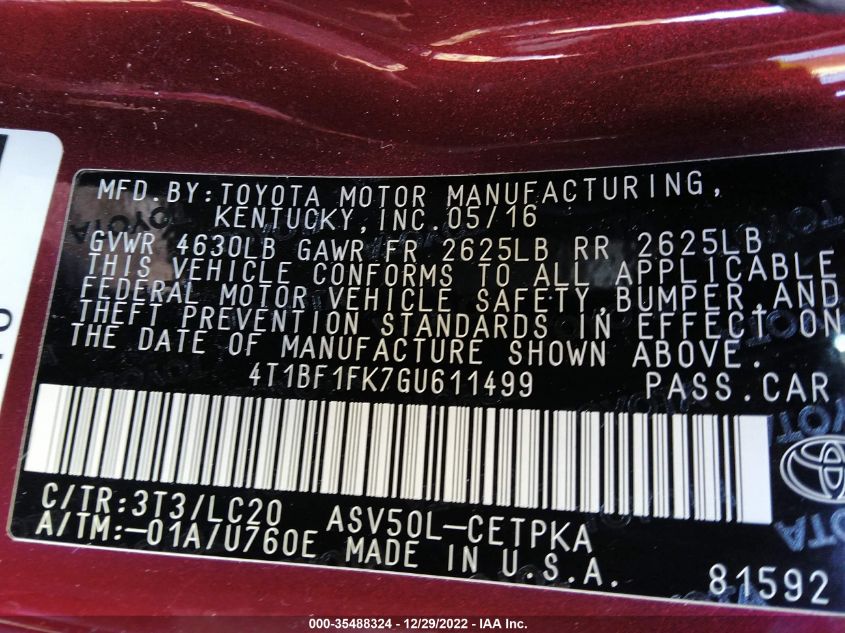 MFD.BY:TOYOTA MOTOR MANUFACTURING,
KENTUCKY,INC.05/16
GVWR 4630LB GAWR FR 2625LB RR 2625LB
THIS VEHICLE CONFORMS TO ALL APPLICABLE
FEDERAL MOTOR VEHICLE SAFETY,BUMPER,AND
THEFT PREVENTION STANDARDS IN EFFECT ON
THE DATE OF MANUFACTURE SHOWN ABOVE.
4T1BF1FK7GU611499 PASS.CAR
C/TR:3T3/LC20 ASV50L-CETPKA
A/TM:-01A/U760E MADE IN U.S.A.
81592
TOYOTA
000-35488324 - 12/29/2022 - IAA Inc.